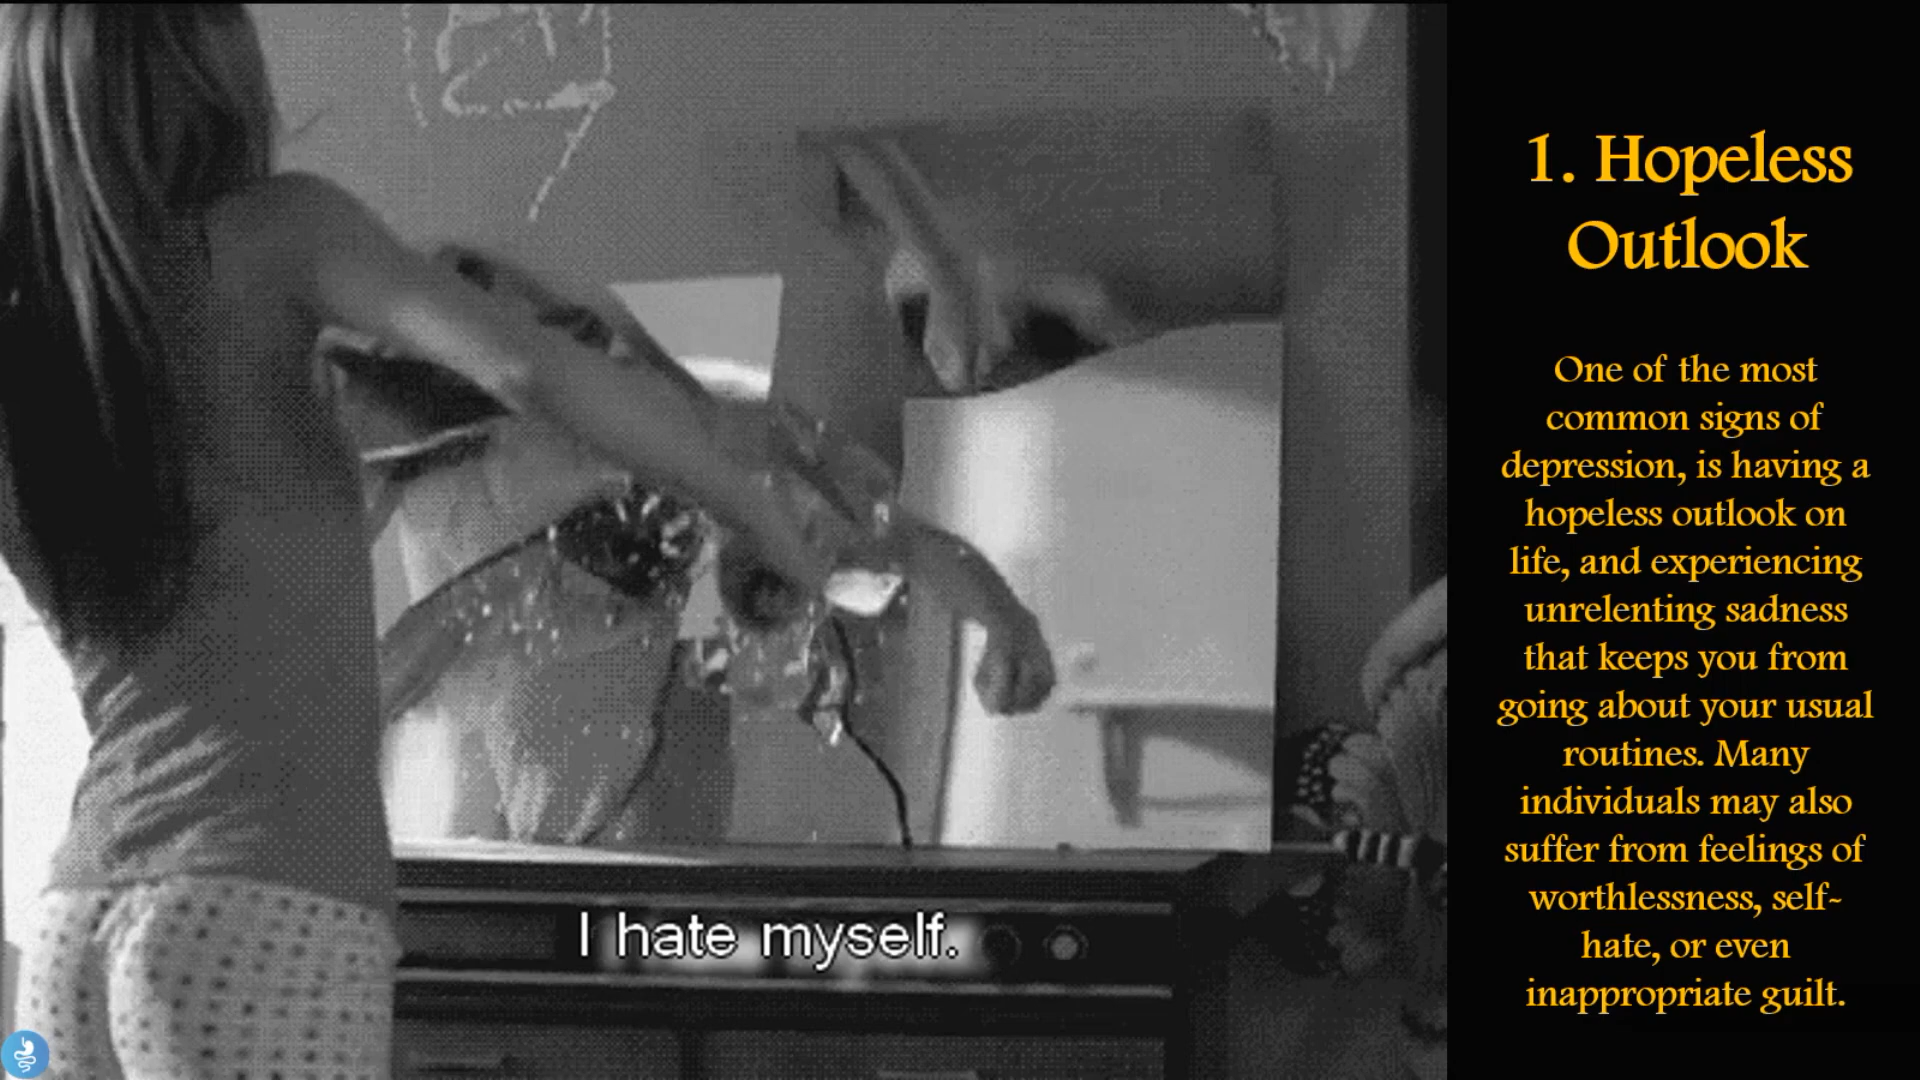 1. Hopeless
Outlook
One of the most
common signs of
depression, is having a
hopeless outlook on
life, and experiencing
unrelenting sadness
that keeps you from
going about your usual
routines. Many
individuals may also
suffer from feelings of
worthlessness, self-
hate, or even
inappropriate guilt.
I hate myself.